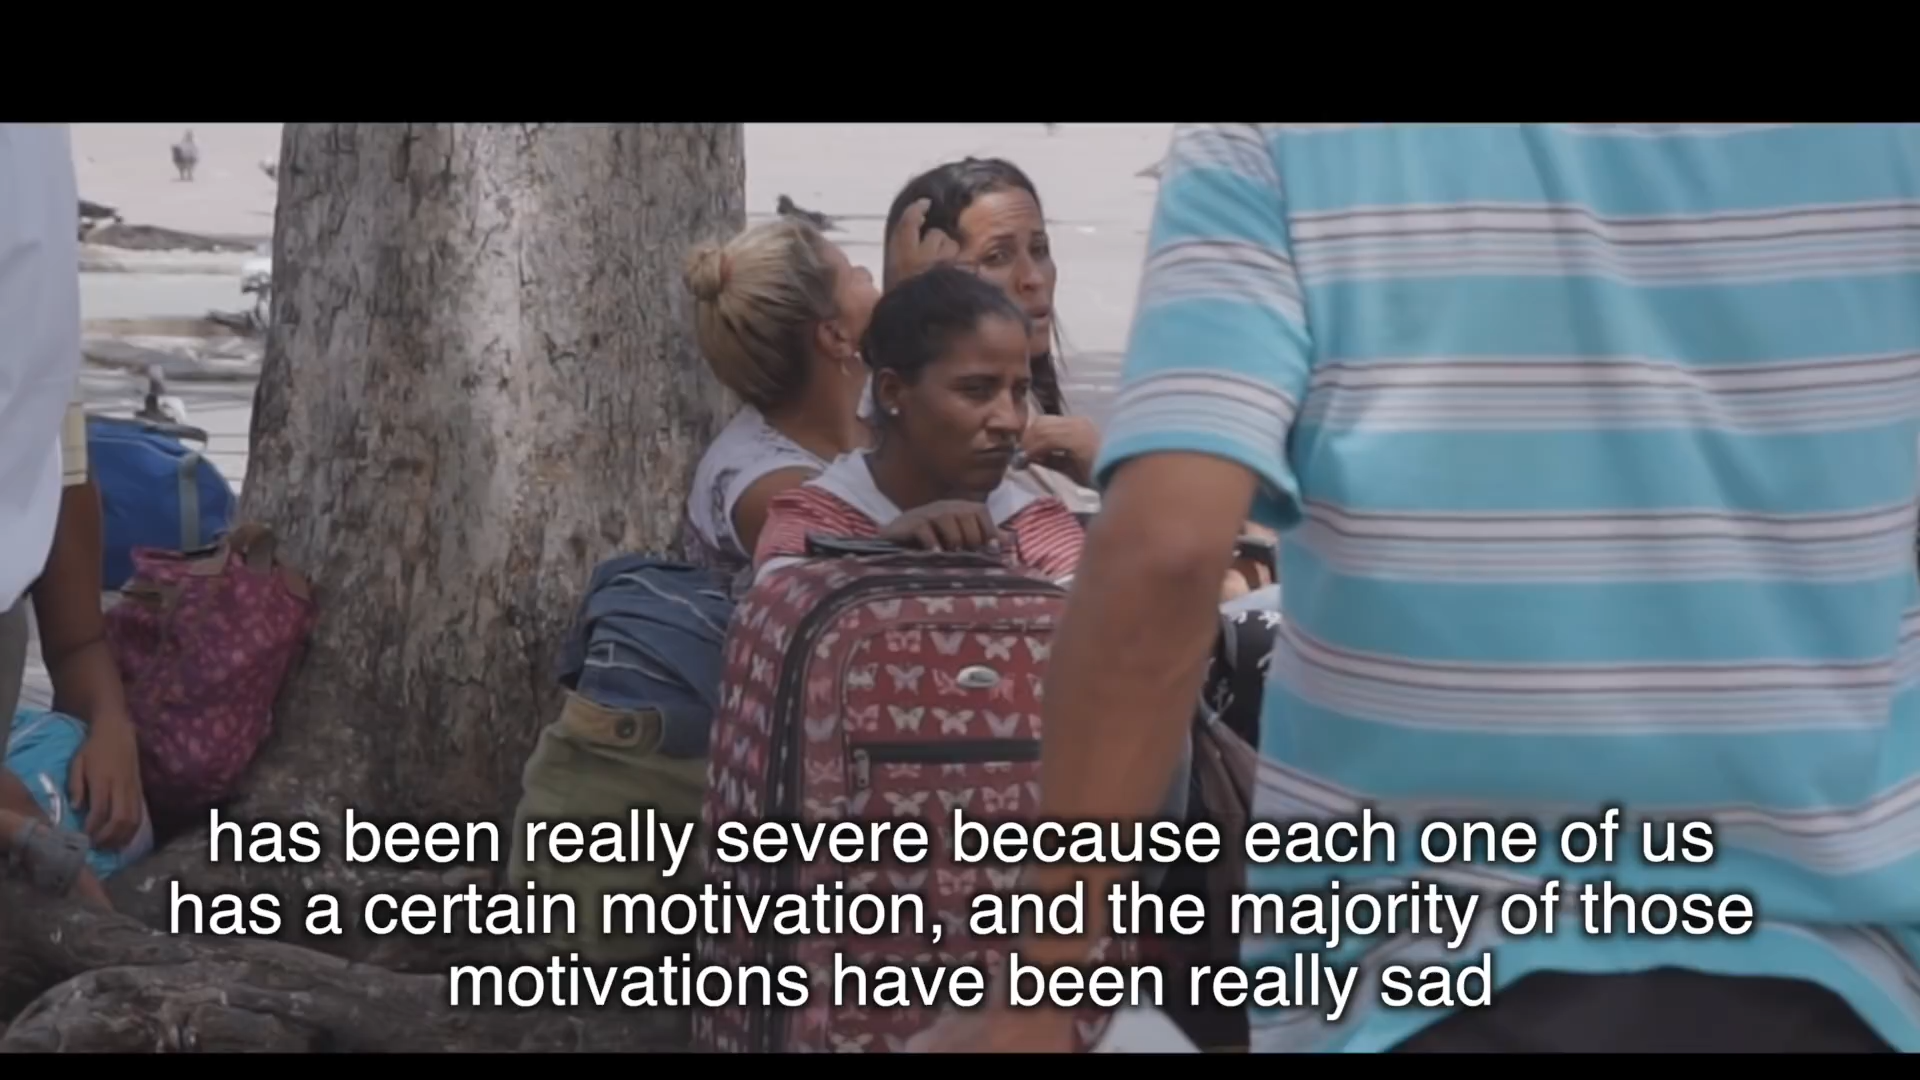 has been really severe because each one of us
has a certain motivation, and the majority of those
motivations have been really sad